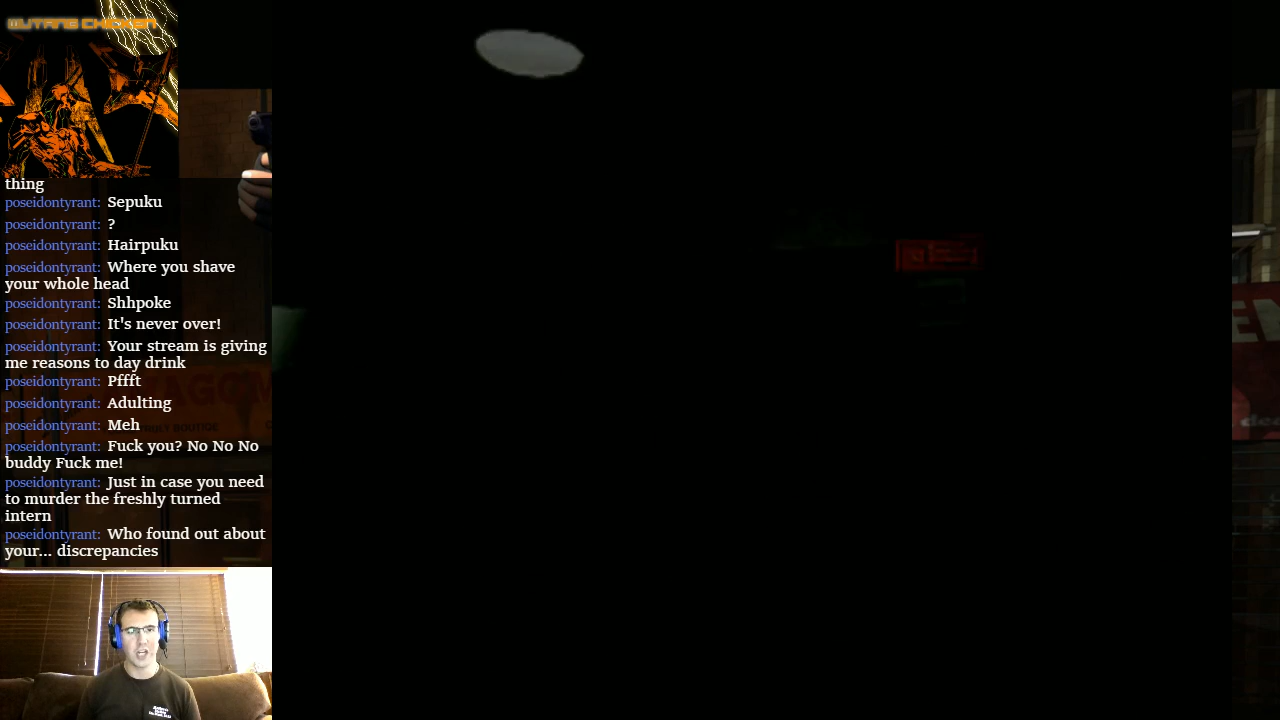 WUTANG CHICKEN
thing
poseidontyrant: Sepuku
poseidontyrant: ?
poseidontyrant: Hairpuku
poseidontyrant: Where you shave
your whole head
poseidontyrant: Shhpoke
poseidontyrant: It's never over!
poseidontyrant: Your stream is giving
me reasons to day drink
poseidontyrant: Pffft
poseidontyrant: Adulting
poseidontyrant: Meh
poseidontyrant: Fuck you? No No No
buddy Fuck me!
poseidontyrant: Just in case you need
to murder the freshly turned
intern
poseidontyrant: Who found out about
your... discrepancies